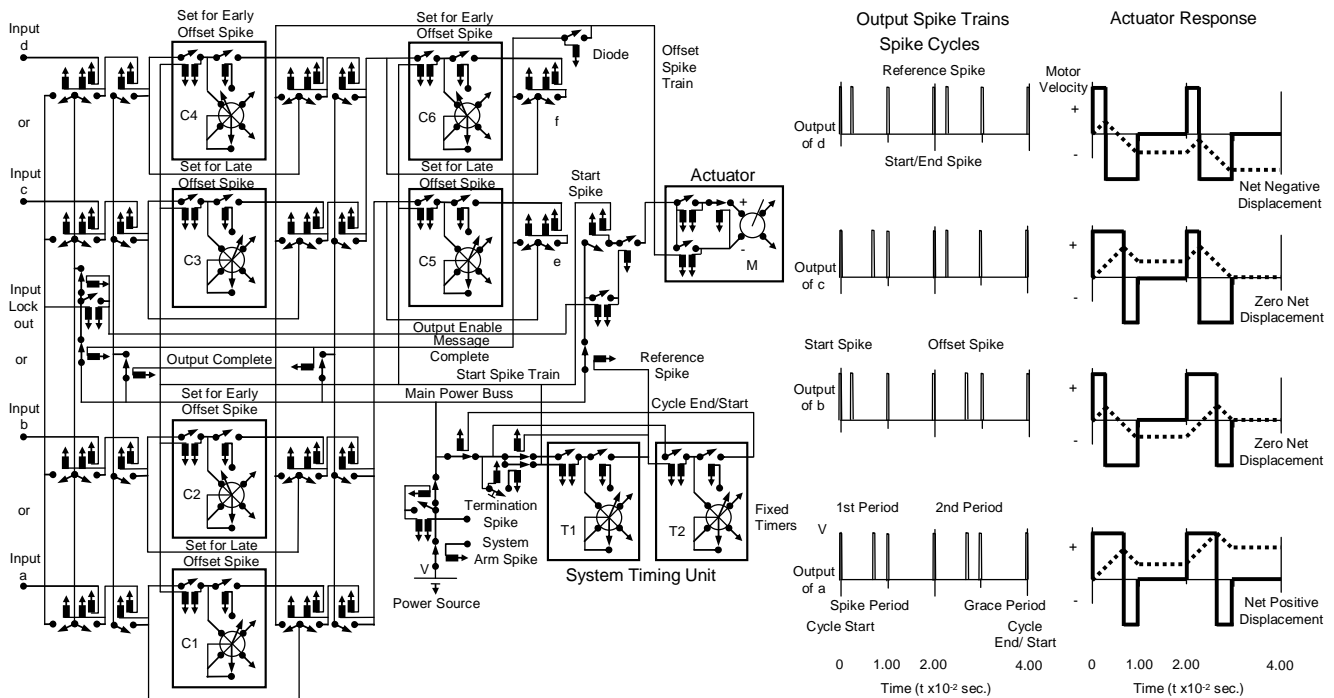 Input
d
or
Input
c
Input
Lock
out
or
Input
b
or
Input
a
Set for Early
Offset Spike
C4
Set for Late
Offset Spike
C3
Set for Early
Offset Spike
C6
f
Set for Late
Offset Spike
C5
e
Diode
Offset
Spike
Train
Start
Spike
Actuator
+
-
M
Output Enable
Message
Complete
Output Complete
Start Spike Train
Reference
Spike
Main Power Buss
Cycle End/Start
Set for Early
Offset Spike
C2
Set for Late
Offset Spike
C1
Termination
Spike
System
Arm Spike
V
Power Source
T1
T2
Fixed
Timers
System Timing Unit
Output Spike Trains
Spike Cycles
Reference Spike
Output
of d
Start/End Spike
Output
of c
Start Spike
Offset Spike
Output
of b
1st Period
2nd Period
V
Output
of a
Spike Period
Grace Period
Cycle Start
Cycle
End/ Start
0 1.00 2.00 4.00
Time (t x10-2 sec.)
Actuator Response
Motor
Velocity
+
-
Net Negative
Displacement
+
-
Zero Net
Displacement
+
-
Zero Net
Displacement
+
-
Net Positive
Displacement
0 1.00 2.00 4.00
Time (t x10-2 sec.)